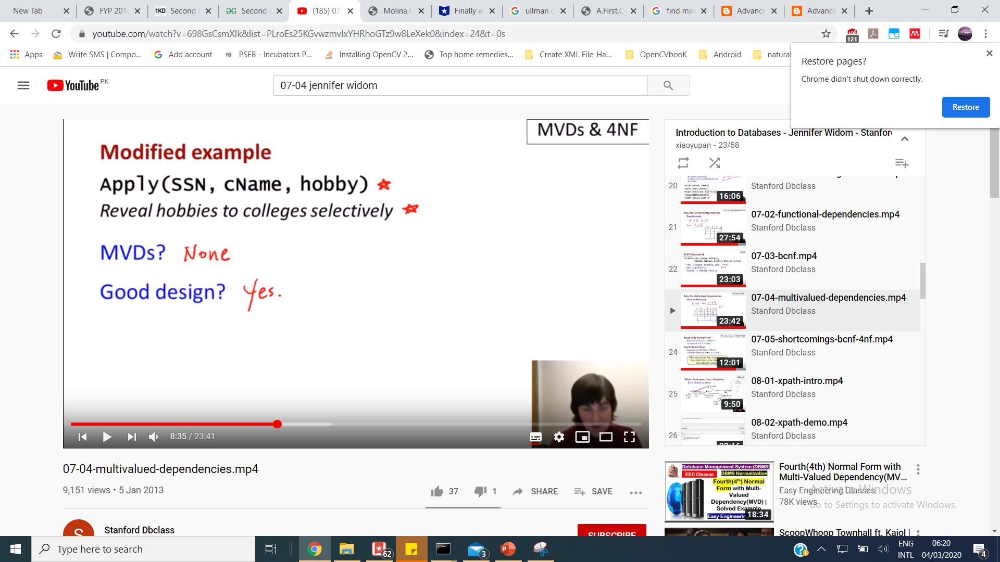 New Tab
FYP 201
1KD Second
Second
(185) 07
Molina,
Finally w
ullman c
A.First.C
find min
Advance
Advance
youtube.com/watch?v=698GsCsmXIk&list=PLroEs25KGvwzmvIxYHRhoGTz9w8LeXek0&index=24&t=0s
121
Apps
Write SMS | Compo...
Add account
PSEB - Incubators P...
Installing OpenCV 2...
Top home remedies...
Create XML File_Ha...
OpenCVbooK
Android
natural
Restore pages?
Chrome didn't shut down correctly.
Restore
YouTube PK
07-04 jennifer widom
MVDs & 4NF
Modified example
Apply(SSN, cName, hobby)
Reveal hobbies to colleges selectively
MVDs? None
Good design? Yes.
8:35 / 23:41
07-04-multivalued-dependencies.mp4
9,151 views • 5 Jan 2013
37
1
SHARE
SAVE
S
Stanford Dbclass
SUBSCRIBE
Introduction to Databases - Jennifer Widom - Stanfor
xiaoyupan - 23/58
20
16:06
Stanford Dbclass
21
27:54
07-02-functional-dependencies.mp4
Stanford Dbclass
22
23:03
07-03-bcnf.mp4
Stanford Dbclass
23:42
07-04-multivalued-dependencies.mp4
Stanford Dbclass
24
12:01
07-05-shortcomings-bcnf-4nf.mp4
Stanford Dbclass
25
9:50
08-01-xpath-intro.mp4
Stanford Dbclass
26
08-02-xpath-demo.mp4
Stanford Dbclass
Database Management System (DBMS)
EEC Classes
DBMS Normalization
Fourth(4th) Normal
Form with Multi-
Valued
Dependency(MVD) |
Solved Example
Easy Engineerin
18:34
Fourth(4th) Normal Form with
Multi-Valued Dependency(MV...
Easy Engineering Classes
78K views
Activate Windows
Go to Settings to activate Windows.
ScoopWhoop Townhall ft. Kajol |
Type here to search
62
3
ENG
INTL
06:20
04/03/2020
4